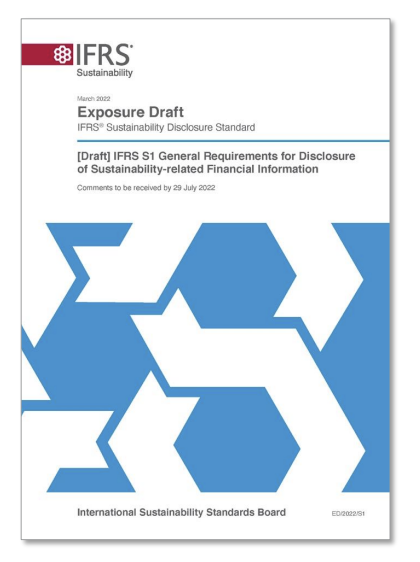 IFRS®
Sustainability
March 2022
Exposure Draft
IFRS® Sustainability Disclosure Standard
[Draft] IFRS S1 General Requirements for Disclosure
of Sustainability-related Financial Information
Comments to be received by 29 July 2022
International Sustainability Standards Board
ED/2022/S1